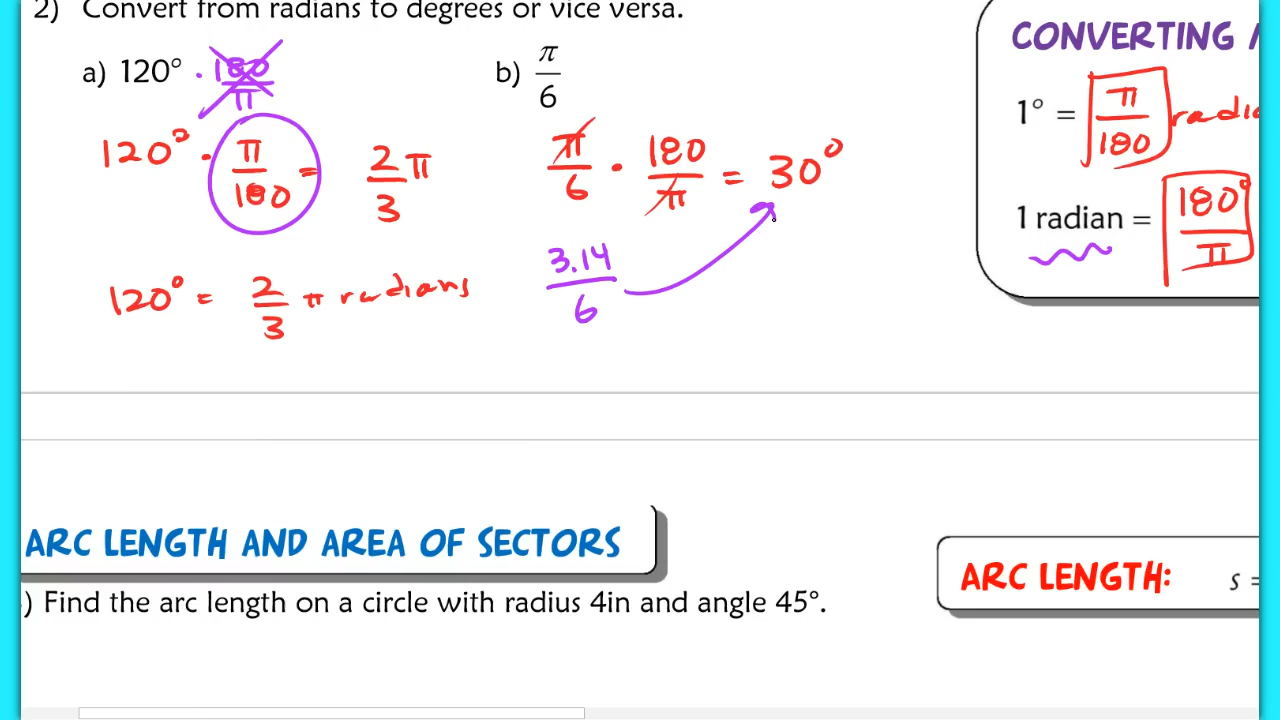 2) Convert from radians to degrees or vice versa.
a) 120° · 180/π
120° · π/180 = 2/3 π
120° = 2/3 π radians
b) π/6
π/6 · 180/π = 30°
3.14/6
CONVERTING
1° = π/180
1 radian = 180°/π
ARC LENGTH AND AREA OF SECTORS
) Find the arc length on a circle with radius 4in and angle 45°.
ARC LENGTH: s =